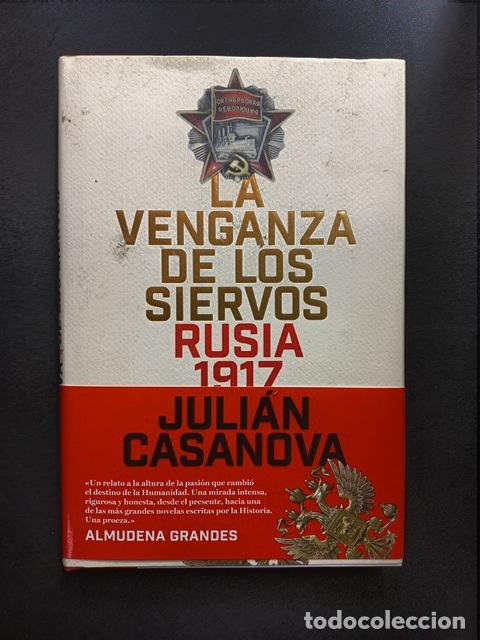 ОКТЯБРЬСКАЯ
РЕВОЛЮЦИЯ
LA
VENGANZA
DE LOS
SIERVOS
RUSIA
1917
JULIÁN
CASANOVA
«Un relato a la altura de la pasión que cambió
el destino de la Humanidad. Una mirada intensa,
rigurosa y honesta, desde el presente, hacia una
de las más grandes novelas escritas por la Historia.
Una proeza.»
ALMUDENA GRANDES
todocoleccion